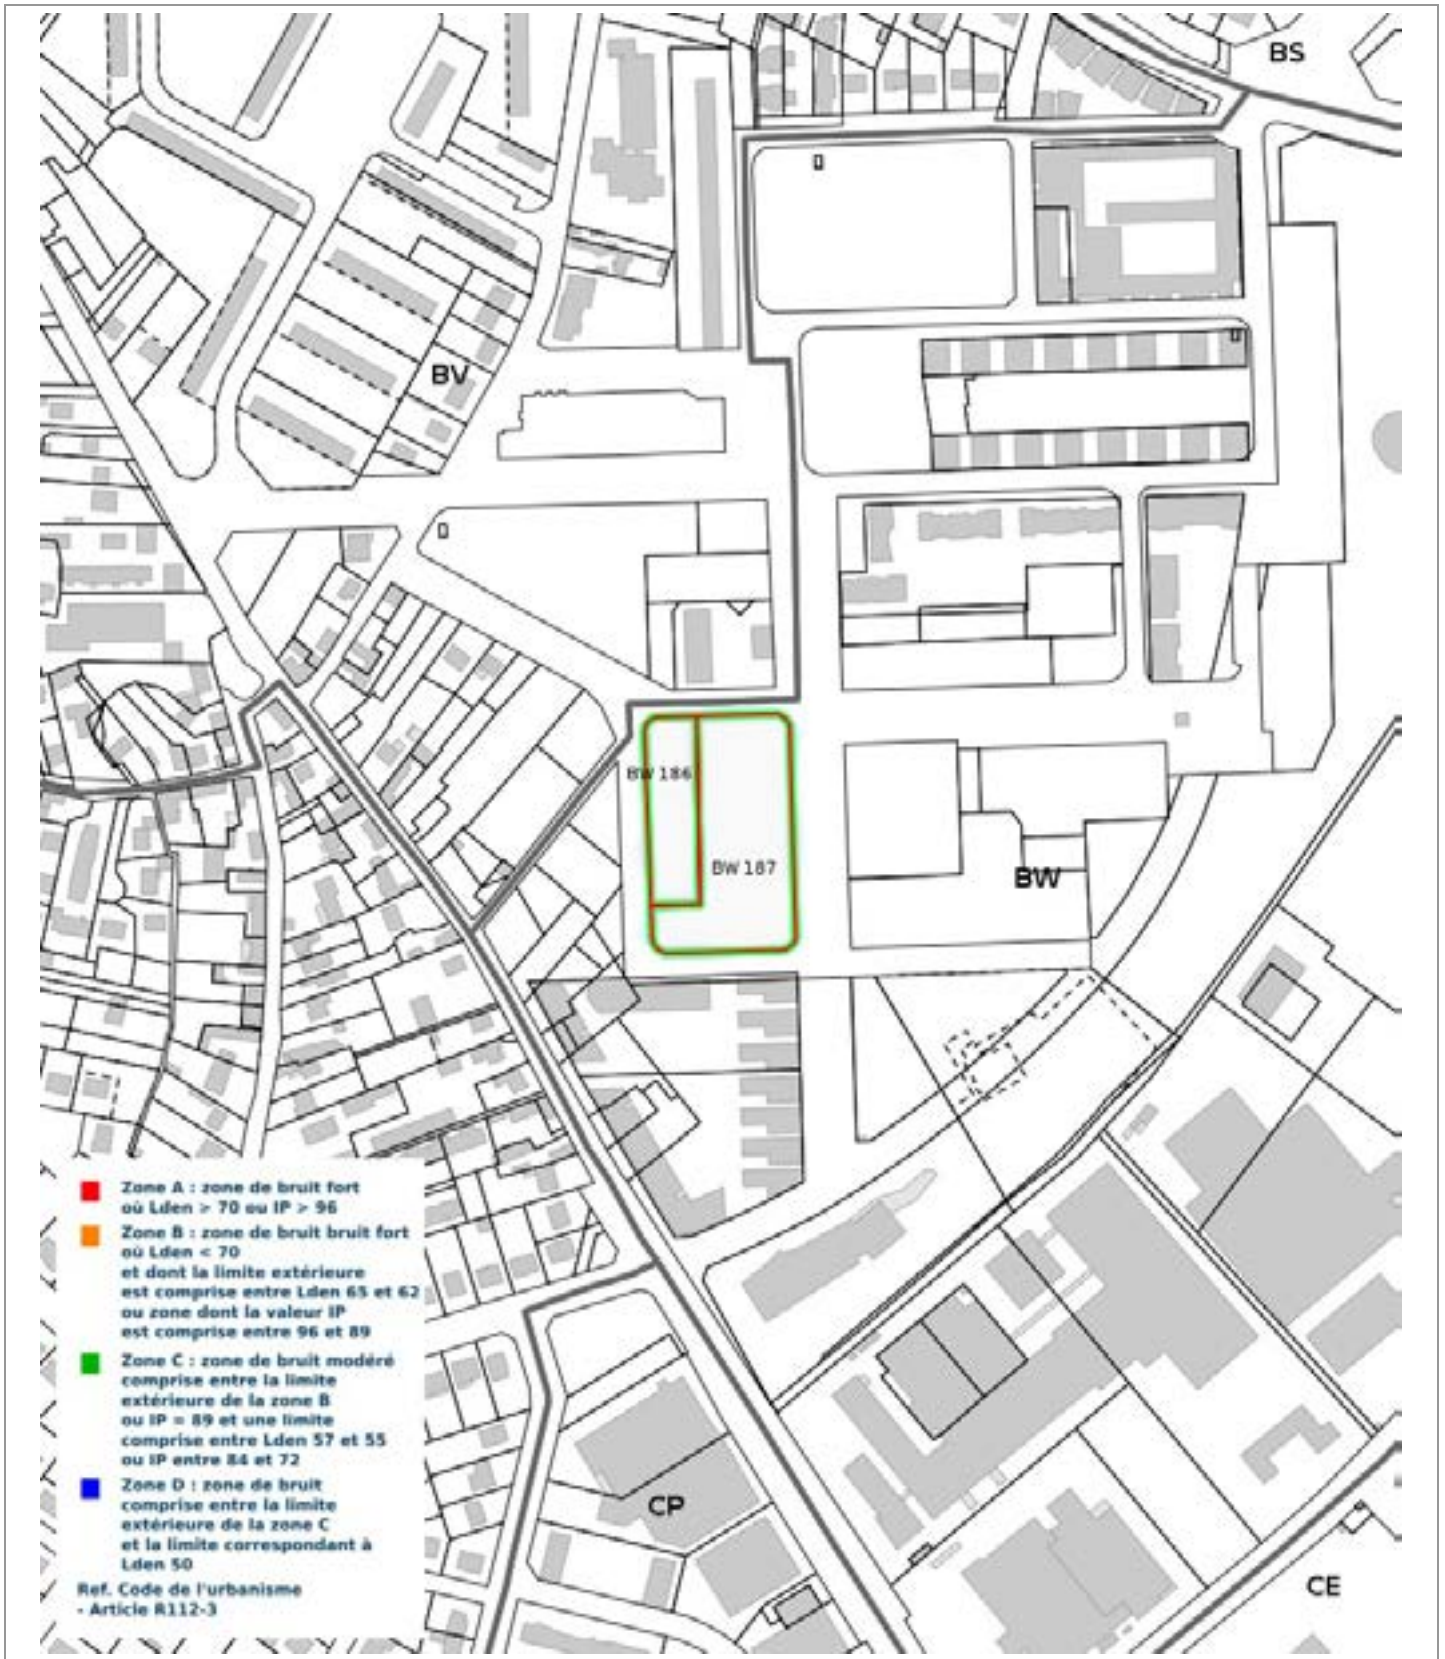 BS
BV
BW 186
BW 187
BW
Zone A : zone de bruit fort
où Lden > 70 ou IP > 96
Zone B : zone de bruit bruit fort
où Lden < 70
et dont la limite extérieure
est comprise entre Lden 65 et 62
ou zone dont la valeur IP
est comprise entre 96 et 89
Zone C : zone de bruit modéré
comprise entre la limite
extérieure de la zone B
ou IP = 89 et une limite
comprise entre Lden 57 et 55
ou IP entre 84 et 72
Zone D : zone de bruit
comprise entre la limite
extérieure de la zone C
et la limite correspondant à
Lden 50
Ref. Code de l'urbanisme
- Article R112-3
CP
CE